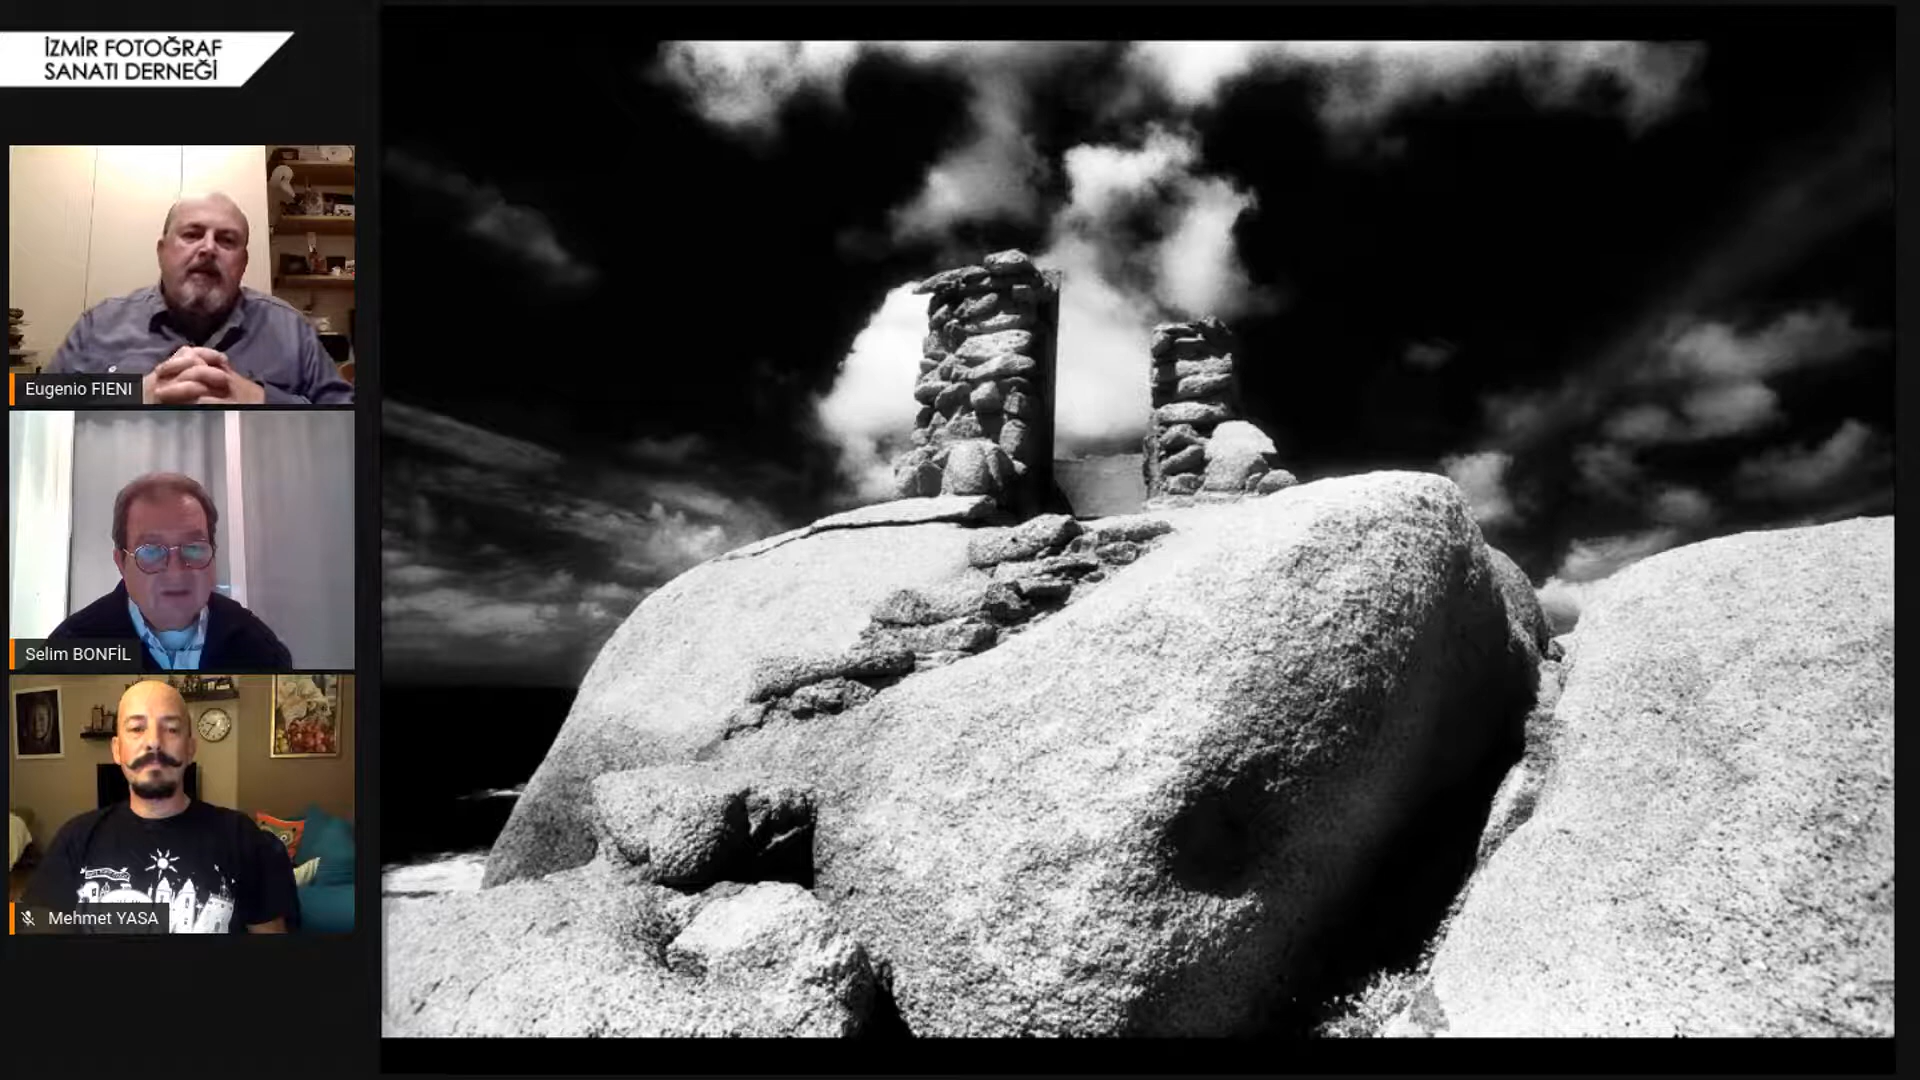 İZMİR FOTOĞRAF
SANATI DERNEĞİ
Eugenio FIENI
Selim BONFİL
Mehmet YASA